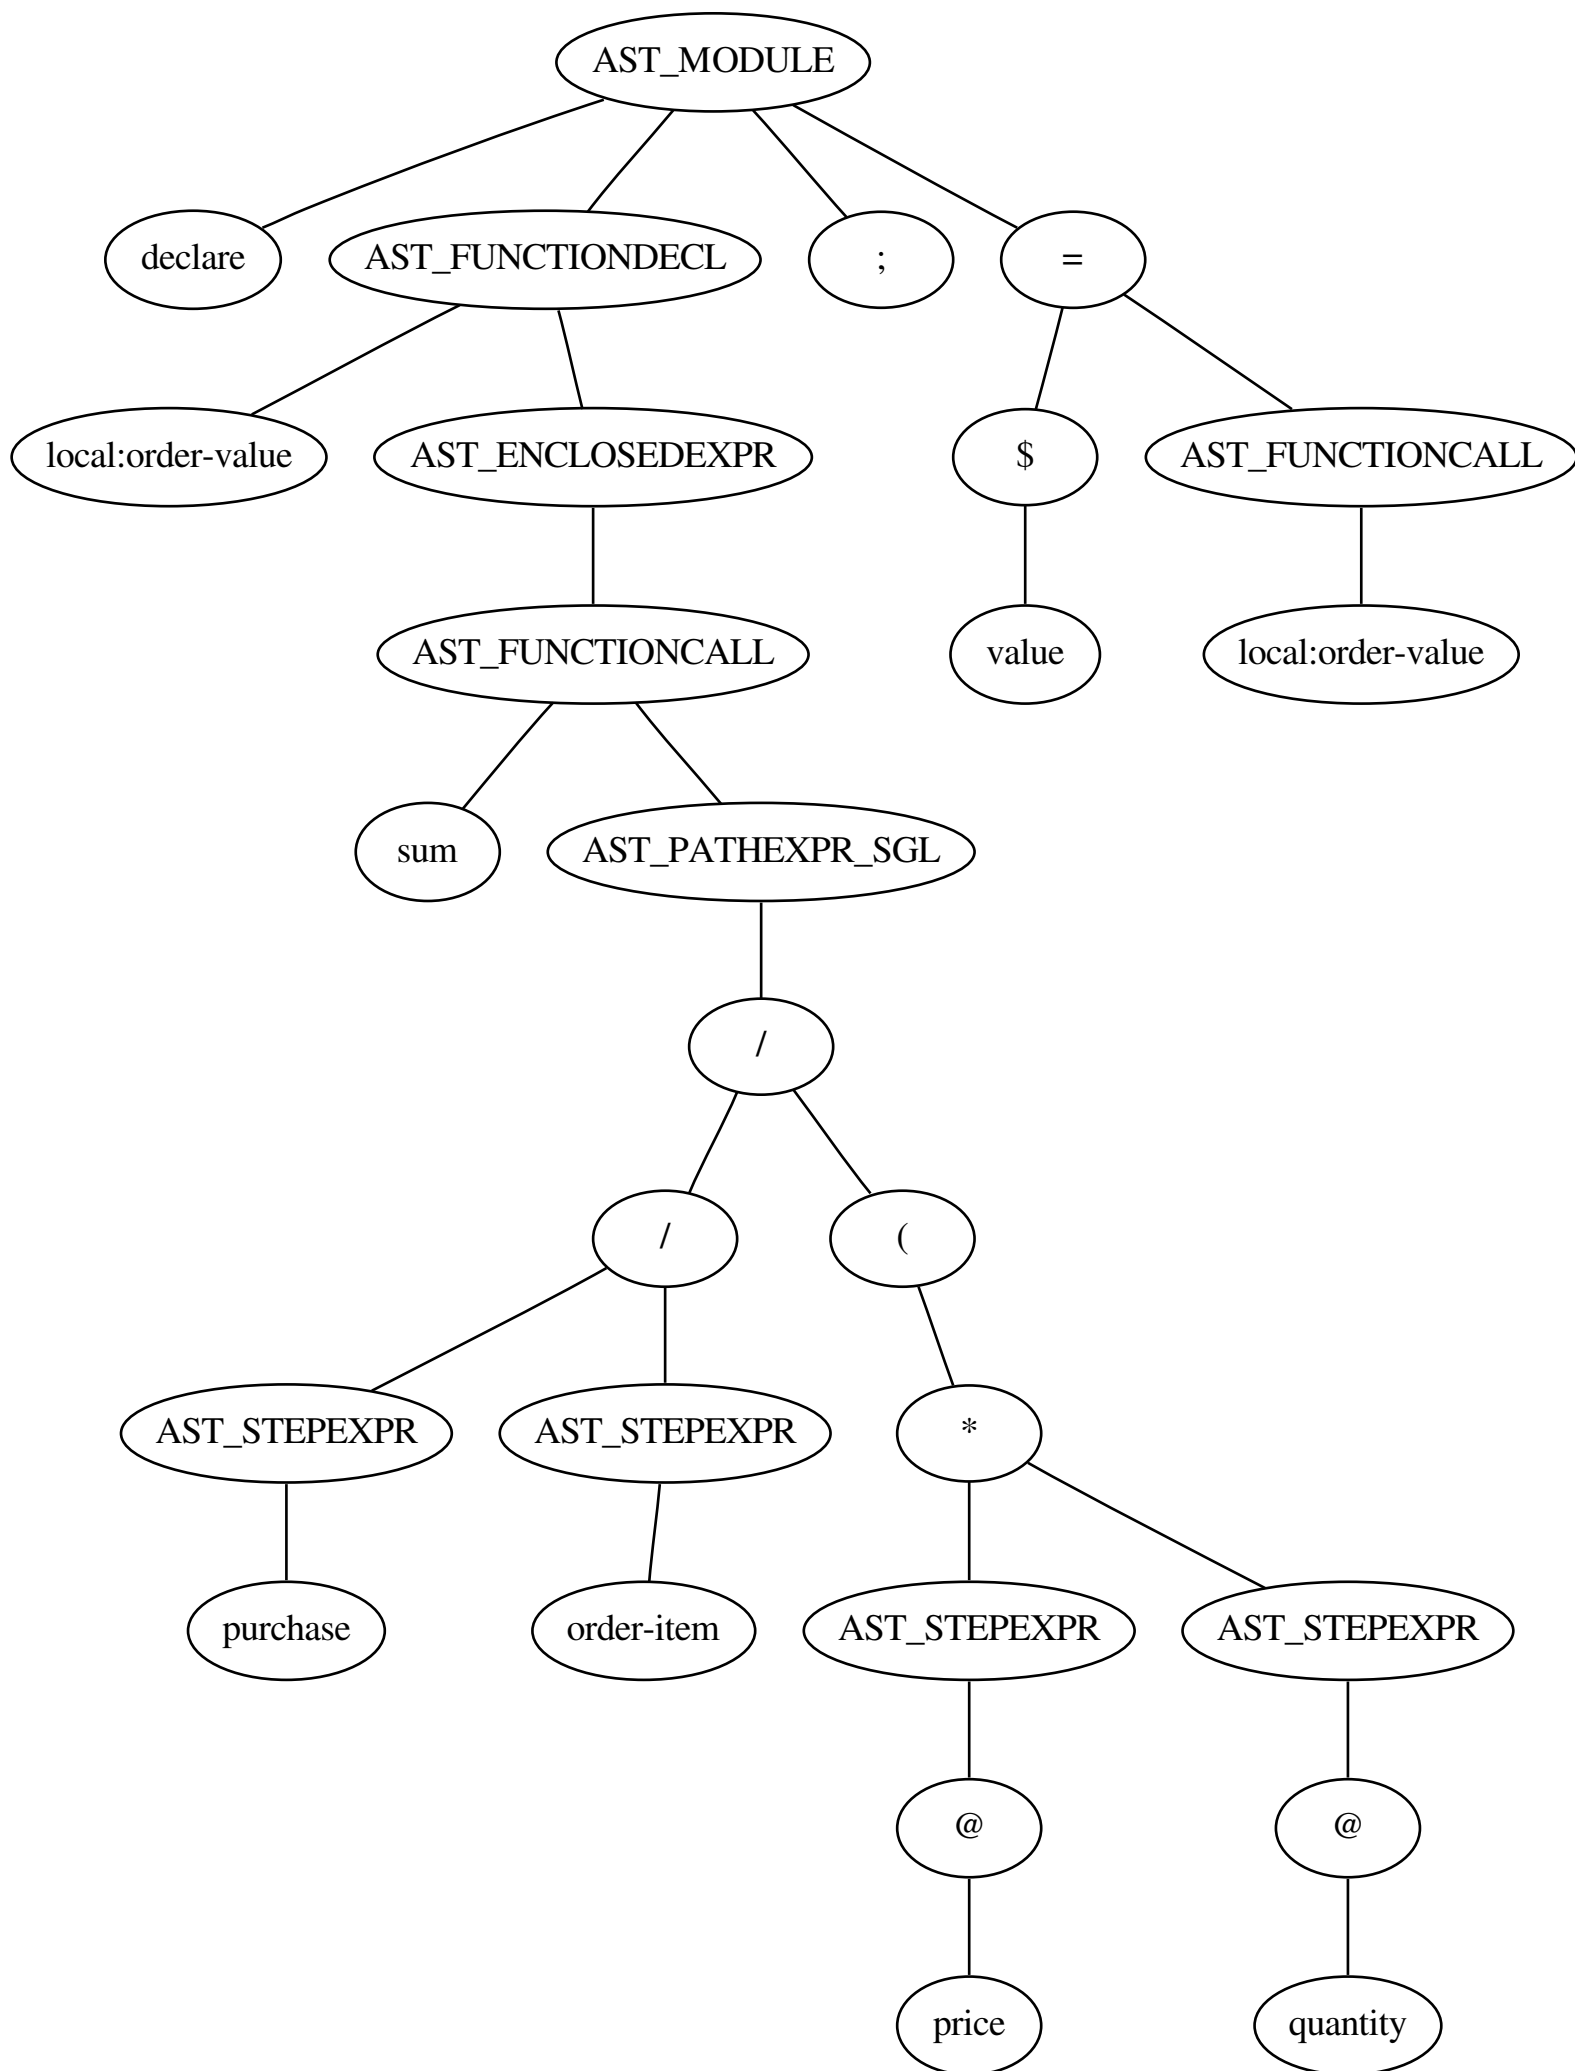 AST_MODULE
declare
AST_FUNCTIONDECL
;
=
local:order-value
AST_ENCLOSEDEXPR
$
AST_FUNCTIONCALL
AST_FUNCTIONCALL
value
local:order-value
sum
AST_PATHEXPR_SGL
/
/
(
AST_STEPEXPR
AST_STEPEXPR
*
purchase
order-item
AST_STEPEXPR
AST_STEPEXPR
@
@
price
quantity